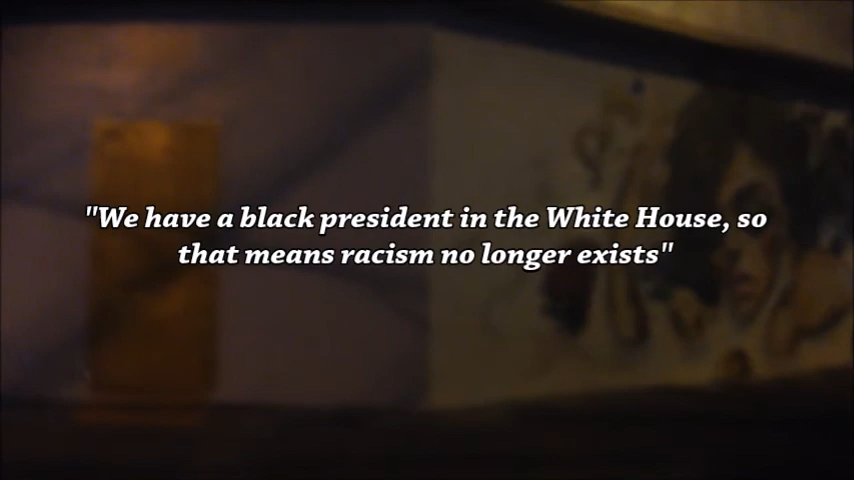 "We have a black president in the White House, so
that means racism no longer exists"